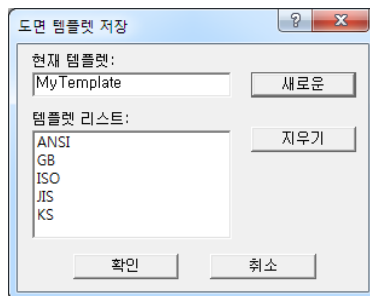 도면 템플렛 저장
현재 템플렛:
MyTemplate
새로운
템플렛 리스트:
지우기
ANSI
GB
ISO
JIS
KS
확인
취소